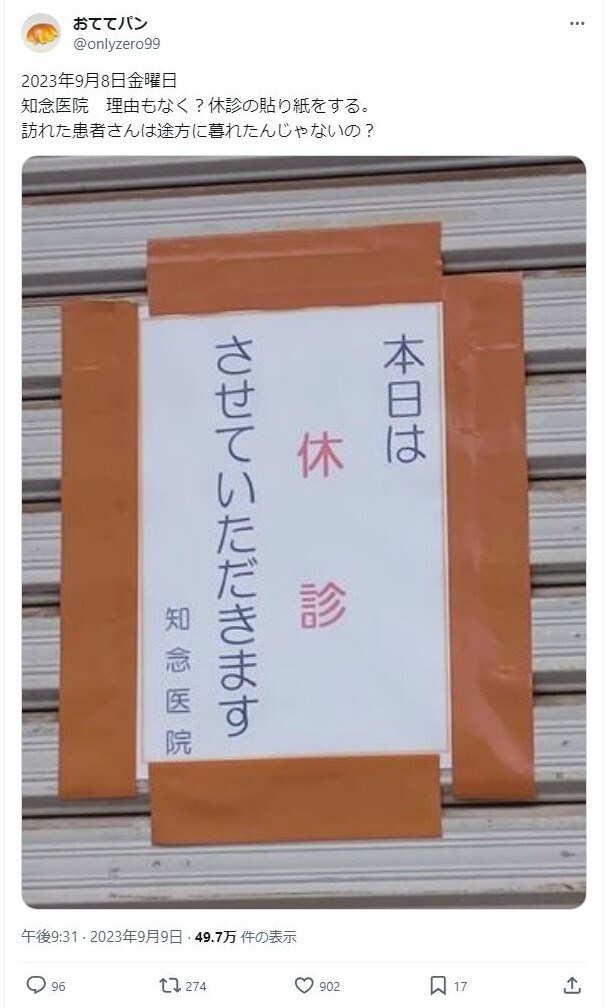 おててパン
@onlyzero99
2023年9月8日金曜日
知念医院　理由もなく？休診の貼り紙をする。
訪れた患者さんは途方に暮れたんじゃないの？
本日は
休診
させていただきます
知念医院
午後9:31 · 2023年9月9日 · 49.7万 件の表示
96 274 902 17